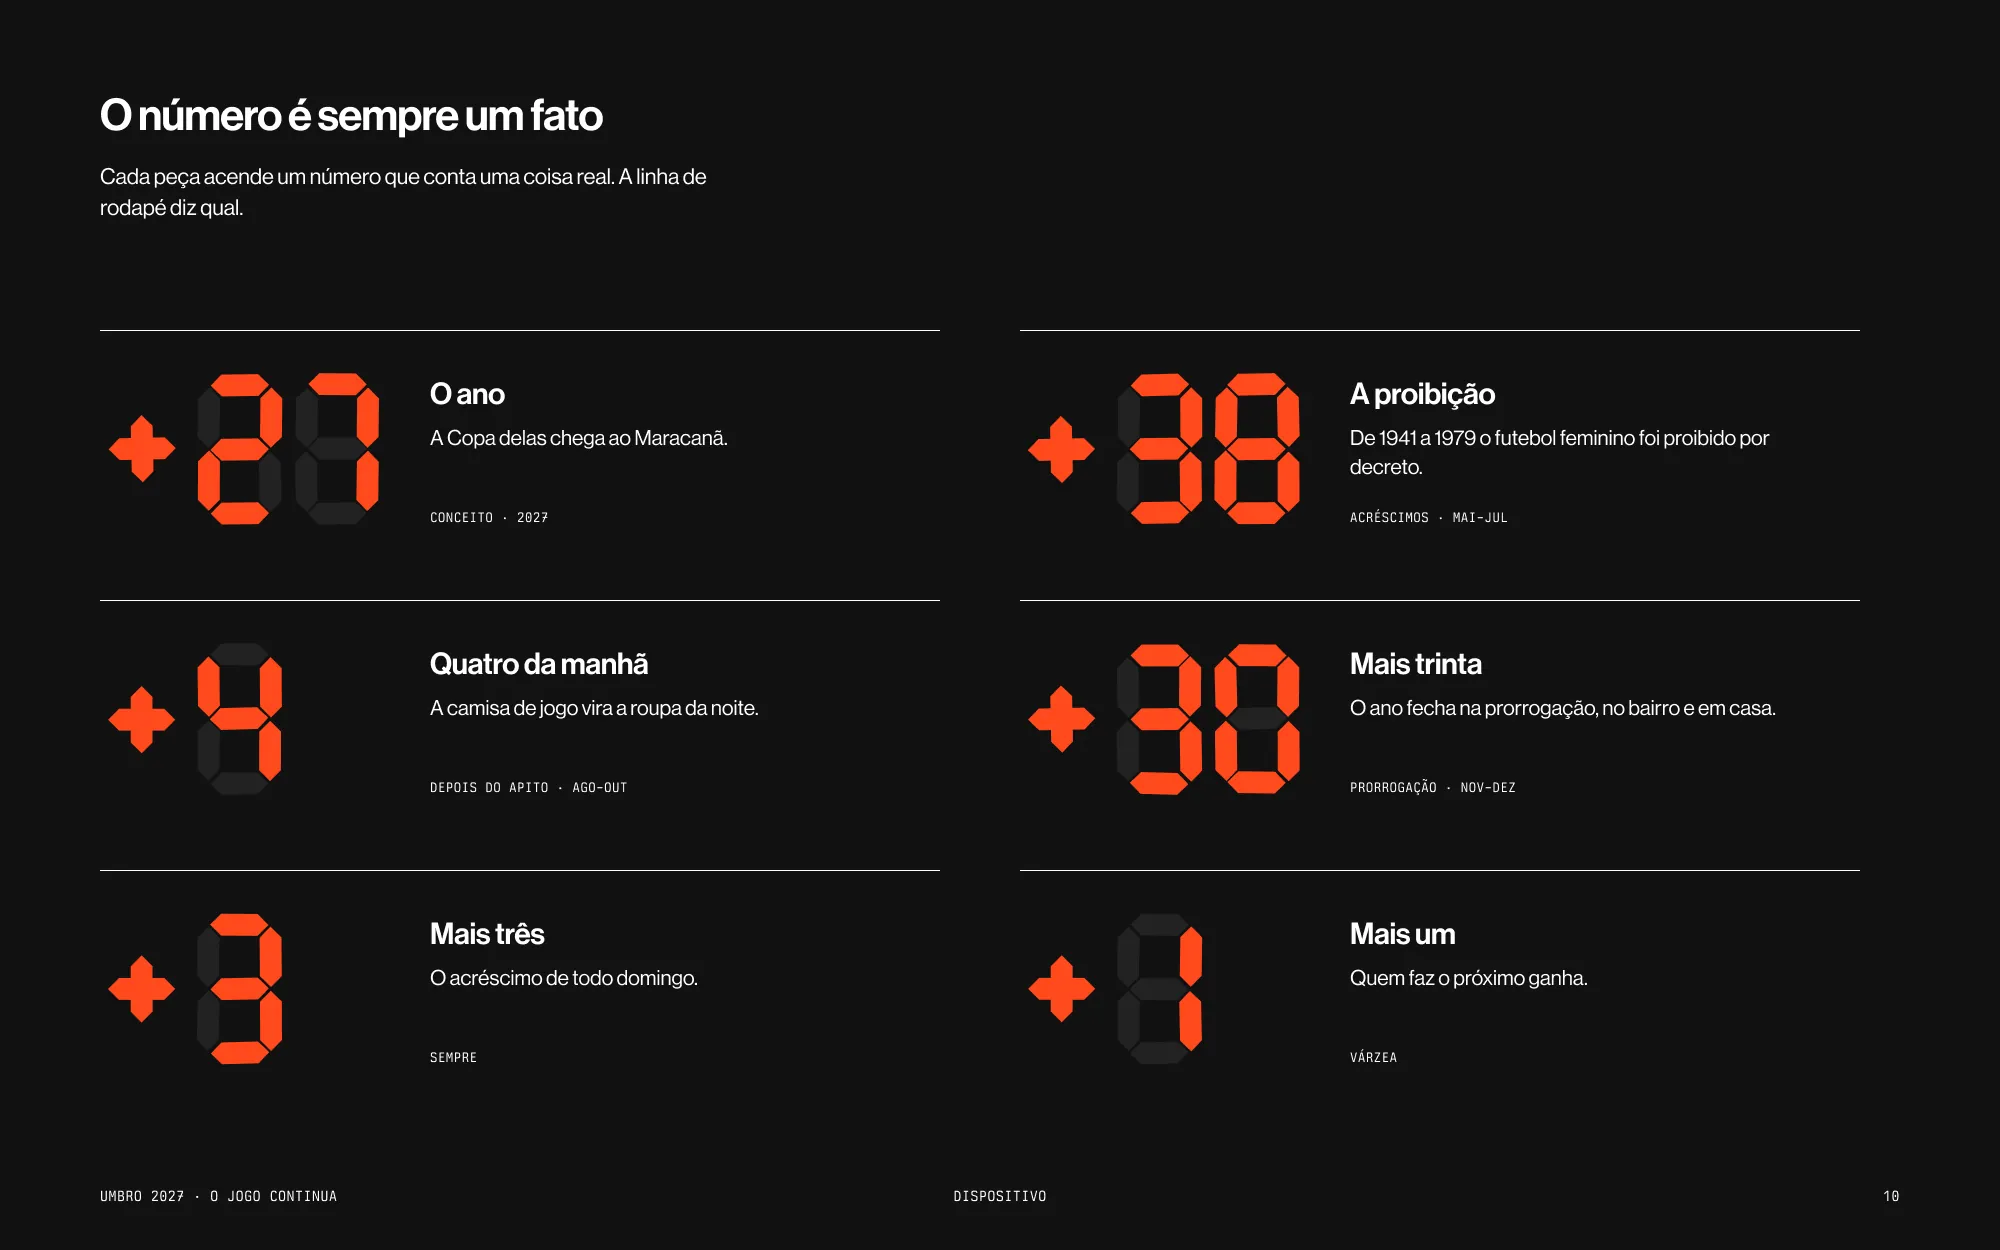 O número é sempre um fato
Cada peça acende um número que conta uma coisa real. A linha de
rodapé diz qual.
+27
O ano
A Copa delas chega ao Maracanã.
CONCEITO · 2027
+38
A proibição
De 1941 a 1979 o futebol feminino foi proibido por
decreto.
ACRÉSCIMOS · MAI–JUL
+4
Quatro da manhã
A camisa de jogo vira a roupa da noite.
DEPOIS DO APITO · AGO–OUT
+30
Mais trinta
O ano fecha na prorrogação, no bairro e em casa.
PRORROGAÇÃO · NOV–DEZ
+3
Mais três
O acréscimo de todo domingo.
SEMPRE
+1
Mais um
Quem faz o próximo ganha.
VÁRZEA
UMBRO 2027 · O JOGO CONTINUA
DISPOSITIVO
10